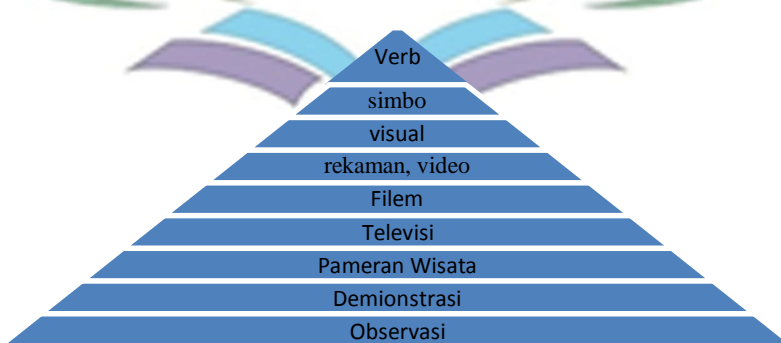 Verb
simbo
visual
rekaman, video
Filem
Televisi
Pameran Wisata
Demionstrasi
Observasi